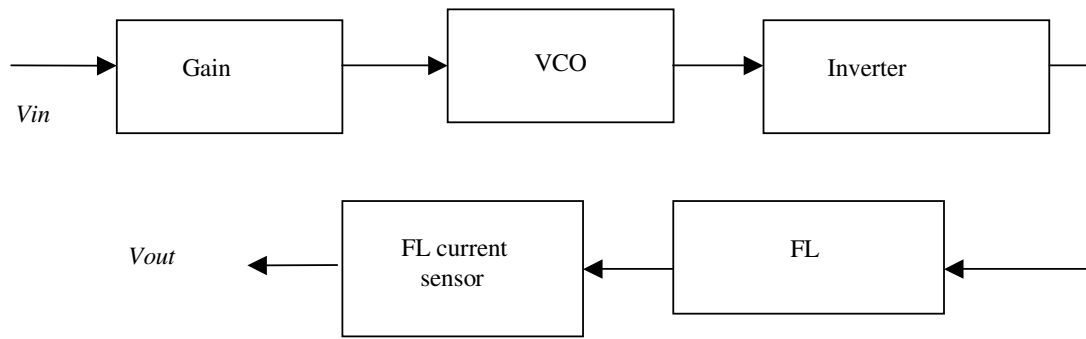 Gain
VCO
Inverter
Vin
Vout
FL current
sensor
FL